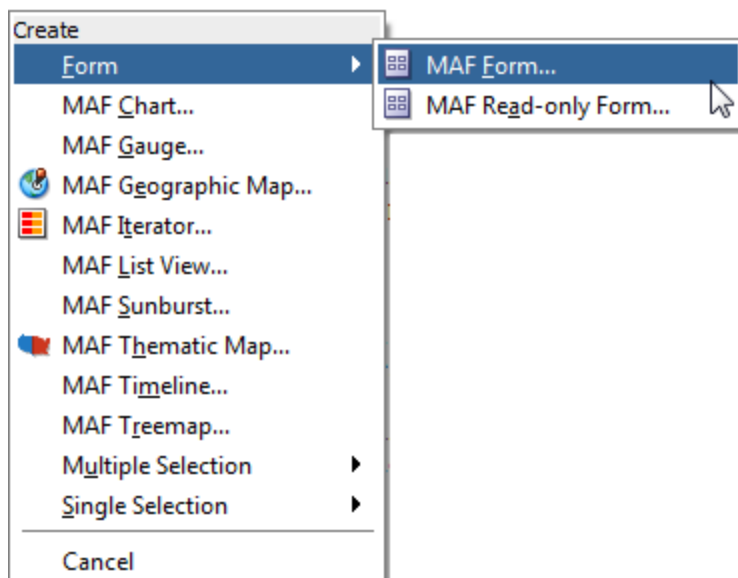 Create
Form
MAF Form...
MAF Read-only Form...
MAF Chart...
MAF Gauge...
MAF Geographic Map...
MAF Iterator...
MAF List View...
MAF Sunburst...
MAF Thematic Map...
MAF Timeline...
MAF Treemap...
Multiple Selection
Single Selection
Cancel